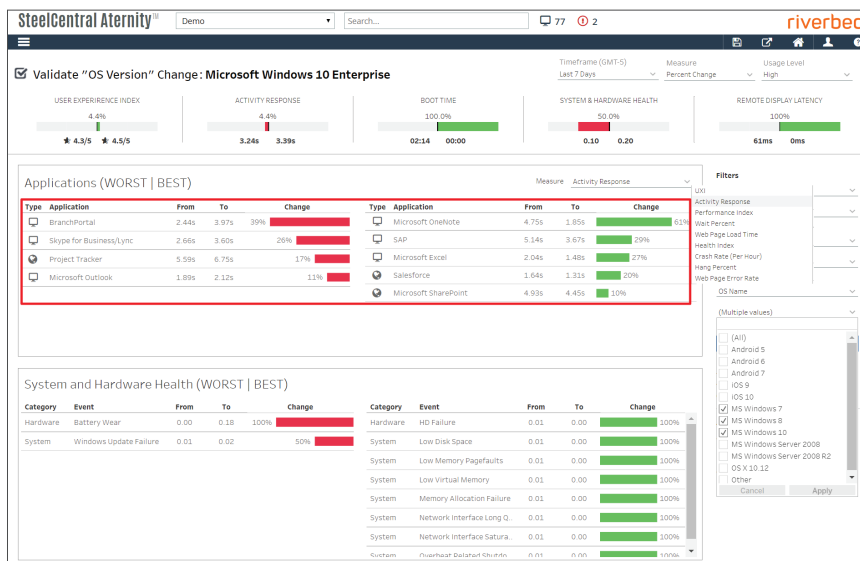 SteelCentral Aternity™ Demo Search... 77 2 riverbed
Validate "OS Version" Change: Microsoft Windows 10 Enterprise
Timeframe (GMT-5) Measure Usage Level
Last 7 Days Percent Change High
USER EXPERIRENCE INDEX ACTIVITY RESPONSE BOOT TIME SYSTEM & HARDWARE HEALTH REMOTE DISPLAY LATENCY
4.4% 4.4% 100.0% 50.0% 100%
4.3/5 4.5/5 3.24s 3.39s 02:14 00:00 0.10 0.20 61ms 0ms
Applications (WORST | BEST) Measure Activity Response
Type Application From To Change Type Application From To Change
BranchPortal 2.44s 3.97s 39% Microsoft OneNote 4.75s 1.85s 61%
Skype for Business/Lync 2.66s 3.60s 26% SAP 5.14s 3.67s 29%
Project Tracker 5.59s 6.75s 17% Microsoft Excel 2.04s 1.48s 27%
Microsoft Outlook 1.89s 2.12s 11% Salesforce 1.64s 1.31s 20%
Microsoft SharePoint 4.93s 4.45s 10%
Filters
UXI
Activity Response
Performance Index
Wait Percent
Web Page Load Time
Health Index
Crash Rate (Per Hour)
Hang Percent
Web Page Error Rate
OS Name
(Multiple values)
(All)
Android 5
Android 6
Android 7
iOS 9
iOS 10
MS Windows 7
MS Windows 8
MS Windows 10
MS Windows Server 2008
MS Windows Server 2008 R2
OS X 10.12
Other
Cancel Apply
System and Hardware Health (WORST | BEST)
Category Event From To Change Category Event From To Change
Hardware Battery Wear 0.00 0.18 100% Hardware HD Failure 0.01 0.00 100%
System Windows Update Failure 0.01 0.02 50% System Low Disk Space 0.01 0.00 100%
System Low Memory Pagefaults 0.01 0.00 100%
System Low Virtual Memory 0.01 0.00 100%
System Memory Allocation Failure 0.01 0.00 100%
System Network Interface Long Q.. 0.01 0.00 100%
System Network Interface Satura.. 0.01 0.00 100%
System Overheat Related Shutdo.. 0.01 0.00 100%